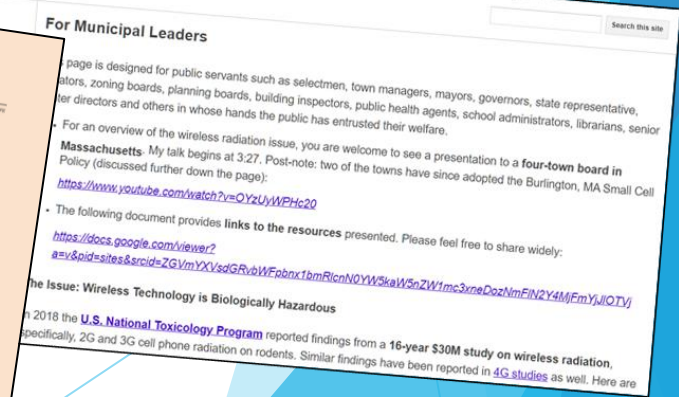 Search this site
For Municipal Leaders
page is designed for public servants such as selectmen, town managers, mayors, governors, state representative,
ators, zoning boards, planning boards, building inspectors, public health agents, school administrators, librarians, senior
ter directors and others in whose hands the public has entrusted their welfare.
• For an overview of the wireless radiation issue, you are welcome to see a presentation to a four-town board in
Massachusetts. My talk begins at 3:27. Post-note: two of the towns have since adopted the Burlington, MA Small Cell
Policy (discussed further down the page):
https://www.youtube.com/watch?v=OYzUyWPHc20
• The following document provides links to the resources presented. Please feel free to share widely:
https://docs.google.com/viewer?
he Issue: Wireless Technology is Biologically Hazardous
n 2018 the U.S. National Toxicology Program reported findings from a 16-year $30M study on wireless radiation,
specifically, 2G and 3G cell phone radiation on rodents. Similar findings have been reported in 4G studies as well. Here are